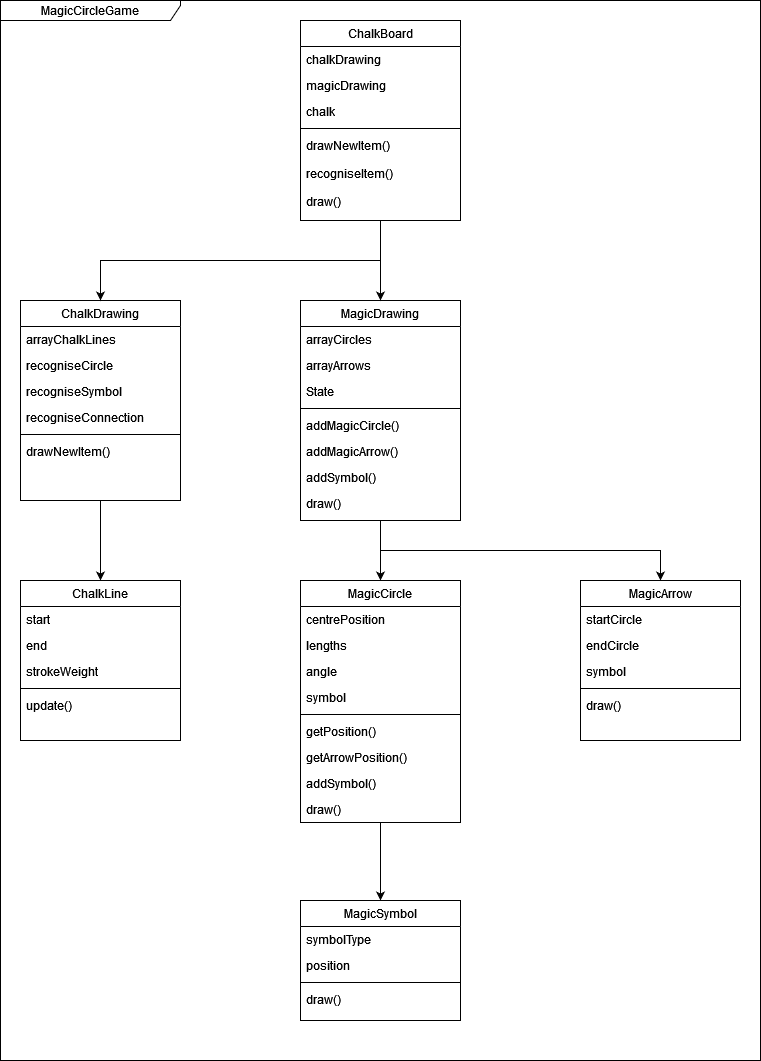 MagicCircleGame
ChalkBoard
chalkDrawing
magicDrawing
chalk
drawNewItem()
recogniseItem()
draw()
ChalkDrawing
arrayChalkLines
recogniseCircle
recogniseSymbol
recogniseConnection
drawNewItem()
MagicDrawing
arrayCircles
arrayArrows
State
addMagicCircle()
addMagicArrow()
addSymbol()
draw()
ChalkLine
start
end
strokeWeight
update()
MagicCircle
centrePosition
lengths
angle
symbol
getPosition()
getArrowPosition()
addSymbol()
draw()
MagicArrow
startCircle
endCircle
symbol
draw()
MagicSymbol
symbolType
position
draw()